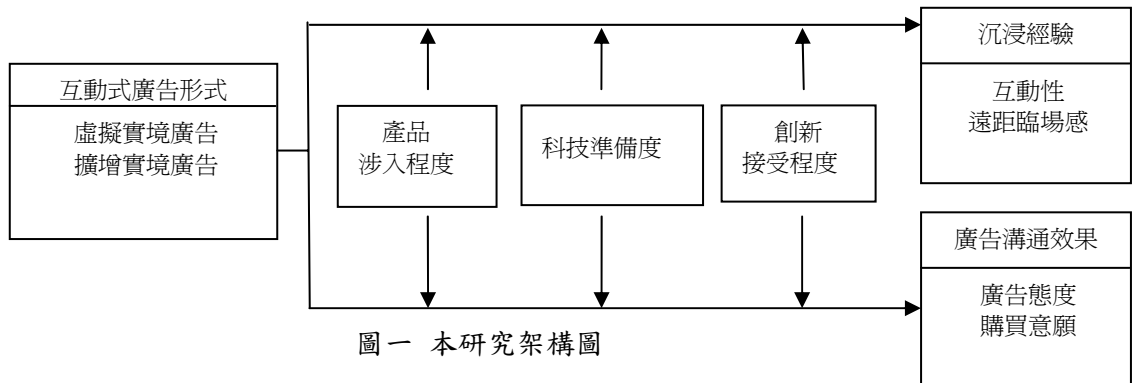 互動式廣告形式
虛擬實境廣告
擴增實境廣告
產品
涉入程度
科技準備度
創新
接受程度
沉浸經驗
互動性
遠距臨場感
廣告溝通效果
廣告態度
購買意願
圖一 本研究架構圖